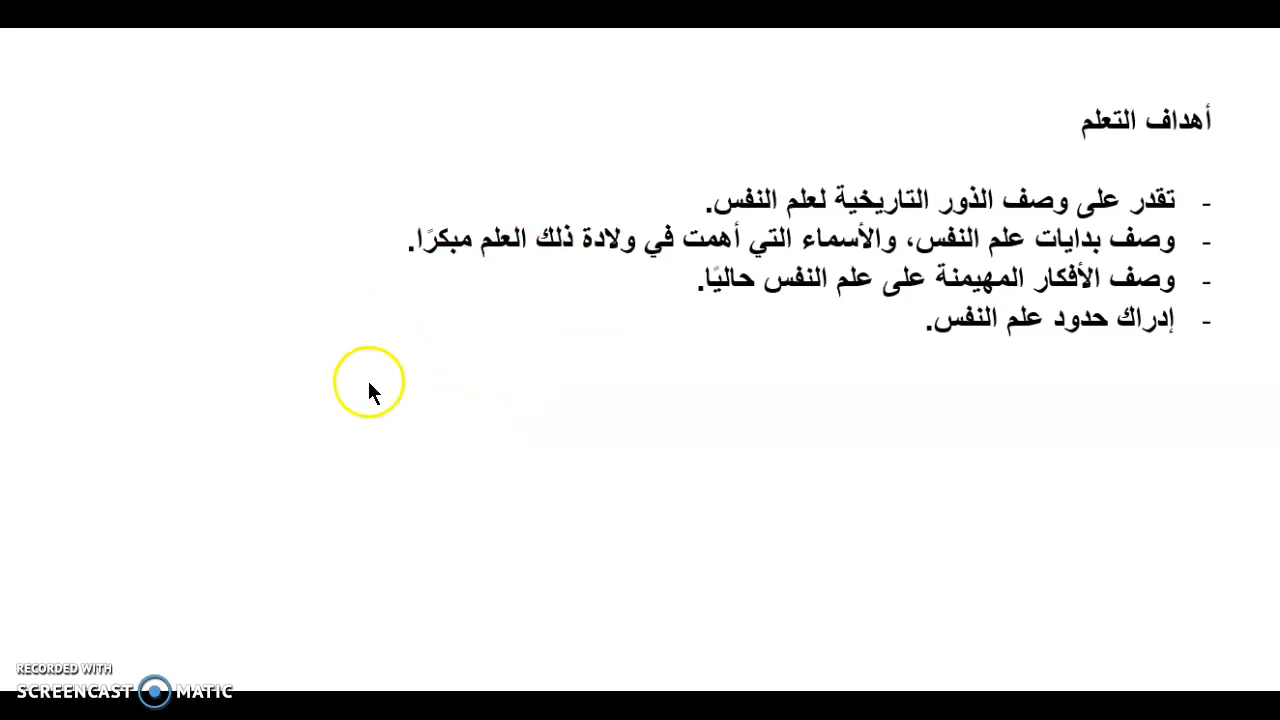 أهداف التعلم
- تقدر على وصف الذور التاريخية لعلم النفس.
- وصف بدايات علم النفس، والأسماء التي أهمت في ولادة ذلك العلم مبكرًا.
- وصف الأفكار المهيمنة على علم النفس حاليًا.
- إدراك حدود علم النفس.
RECORDED WITH
SCREENCAST MATIC